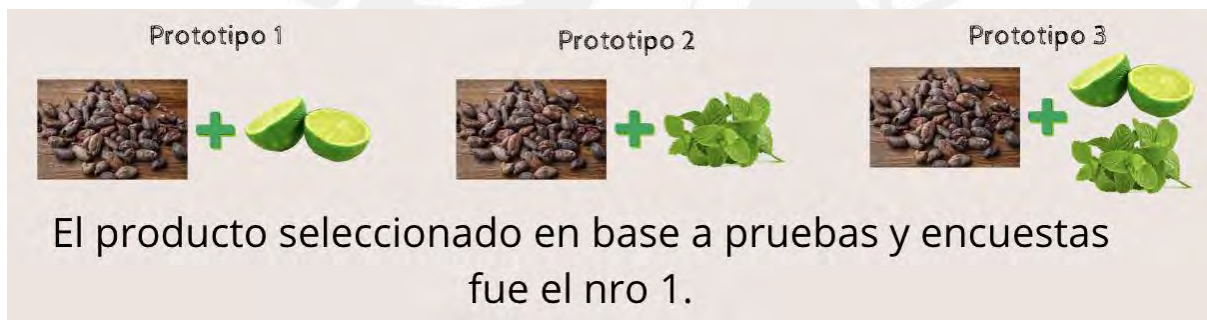 Prototipo 1
Prototipo 2
Prototipo 3
El producto seleccionado en base a pruebas y encuestas
fue el nro 1.